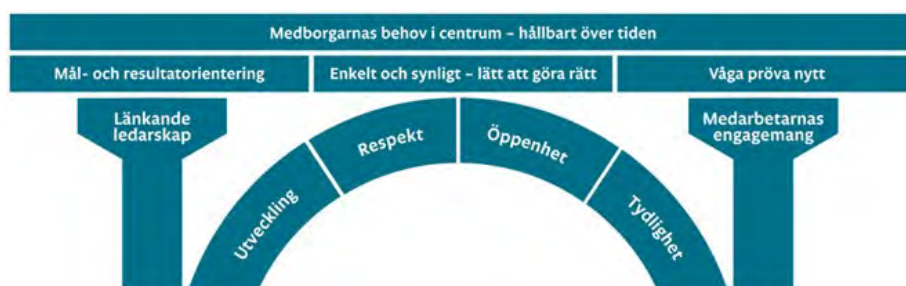 Medborgarnas behov i centrum – hållbart över tiden
Mål- och resultatorientering
Enkelt och synligt – lätt att göra rätt
Våga pröva nytt
Länkande
ledarskap
Utveckling
Respekt
Öppenhet
Tydlighet
Medarbetarnas
engagemang